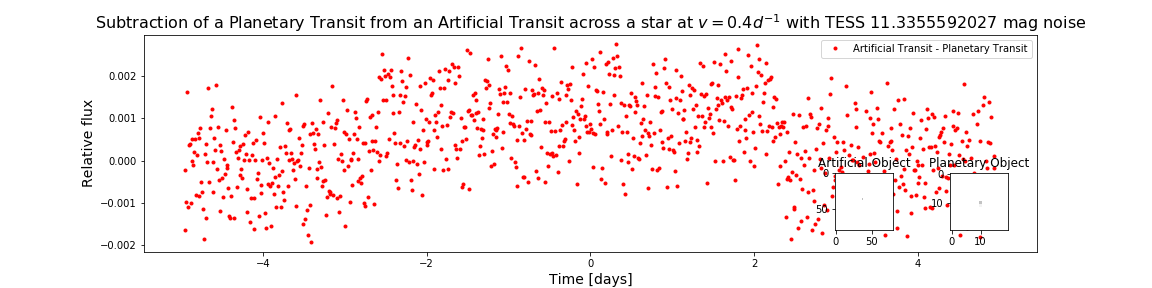 Subtraction of a Planetary Transit from an Artificial Transit across a star at v = 0.4d⁻¹ with TESS 11.3355592027 mag noise
Artificial Transit - Planetary Transit
Relative flux
0.002
0.001
0.000
−0.001
−0.002
Artificial Object
0
50
0 50
Planetary Object
0
10
0 10
−4 −2 0 2 4
Time [days]